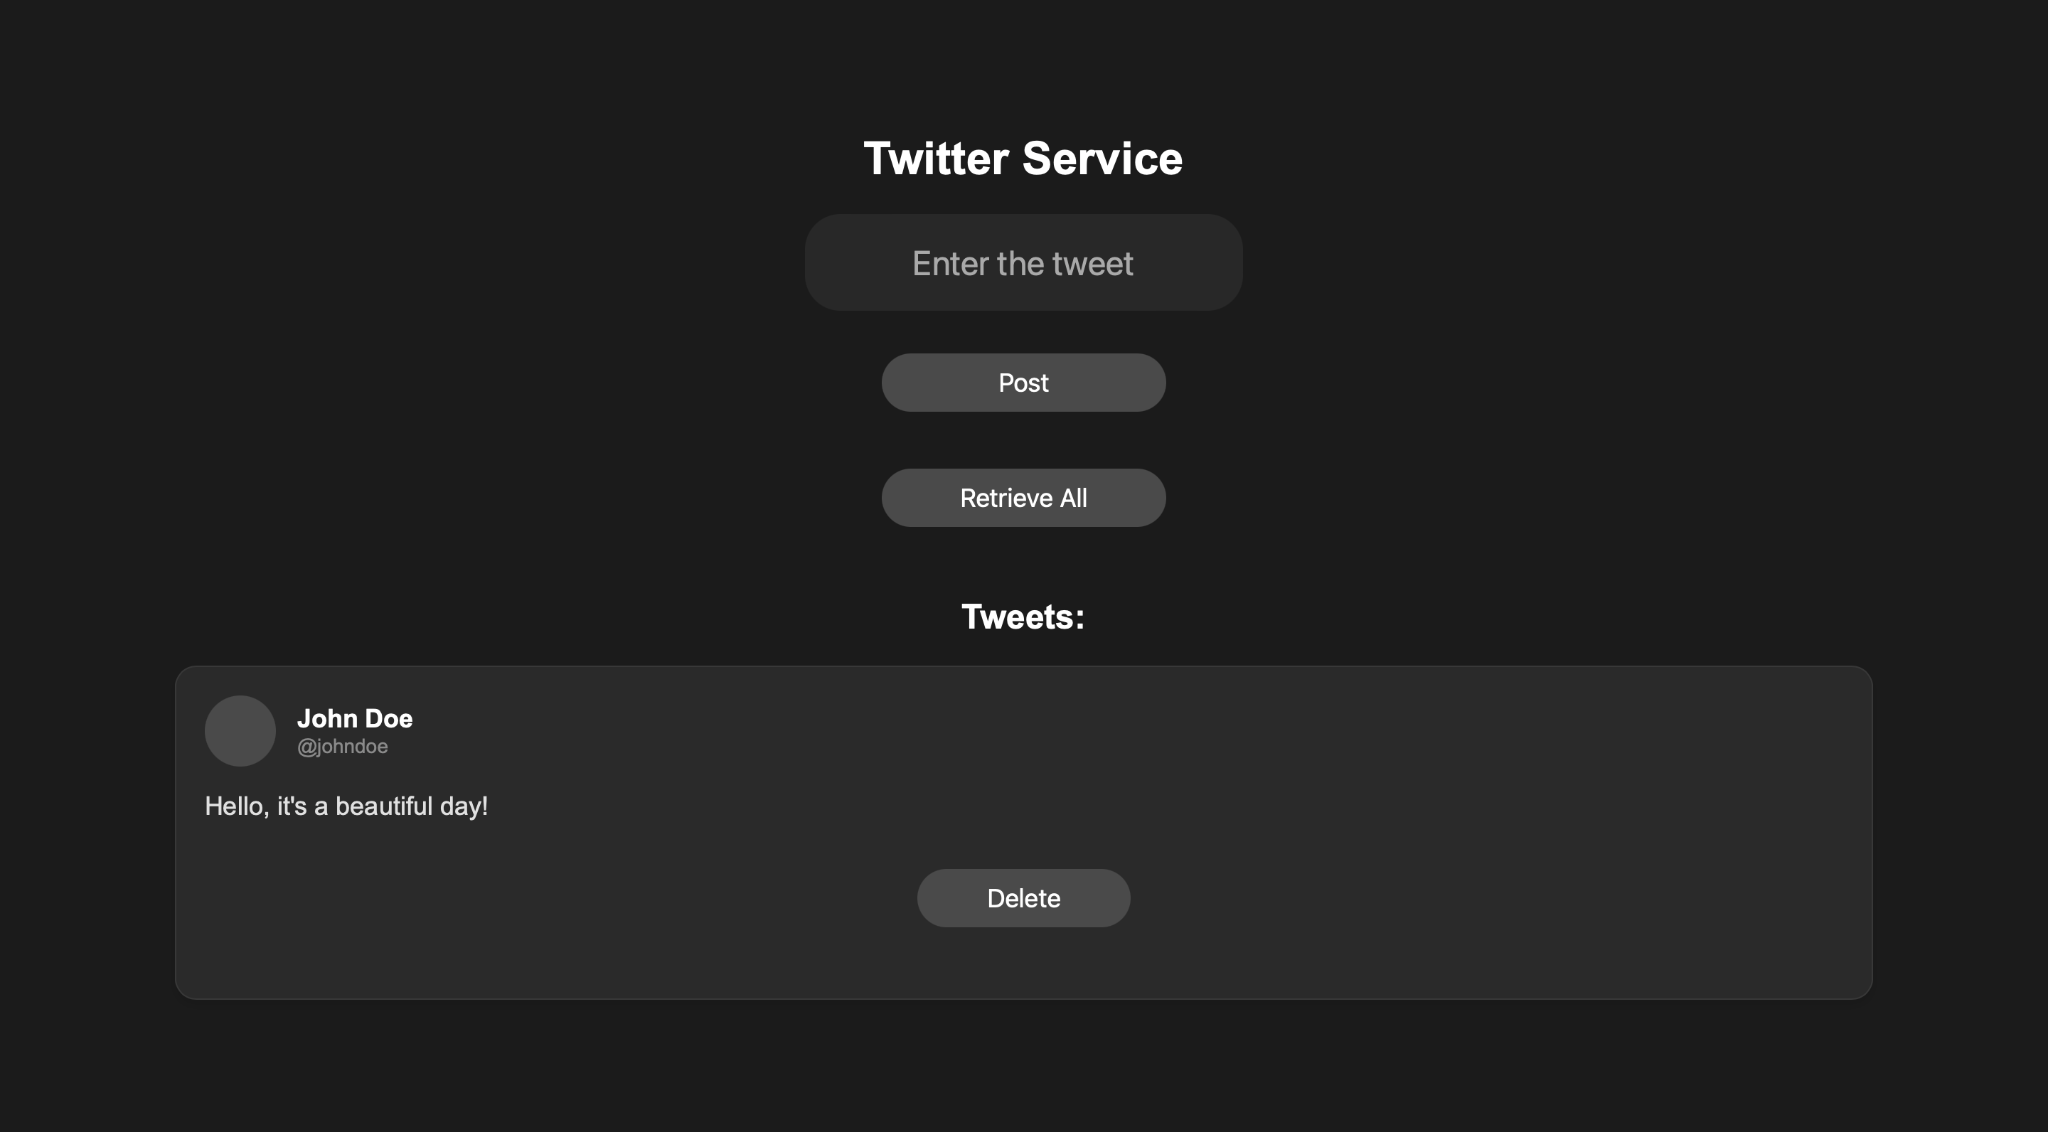 Twitter Service
Enter the tweet
Post
Retrieve All
Tweets:
John Doe
@johndoe
Hello, it's a beautiful day!
Delete